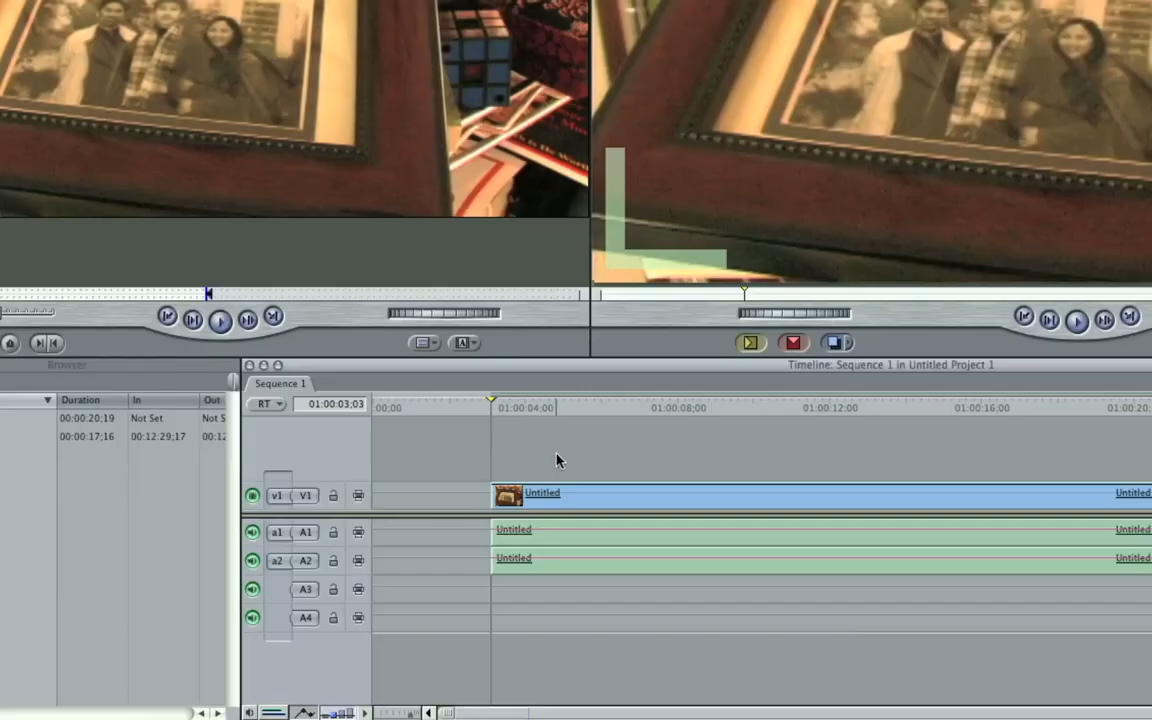 Browser
Timeline: Sequence 1 in Untitled Project 1
Sequence 1
RT
01:00:03;03
Duration
In
Out
00:00:20;19
Not Set
Not S
00:00:17;16
00:12:29;17
00:12
00;00
01:00:04;00
01:00:08;00
01:00:12;00
01:00:16;00
01:00:20;
v1
V1
Untitled
Untitled
a1
A1
Untitled
Untitled
a2
A2
Untitled
Untitled
A3
A4